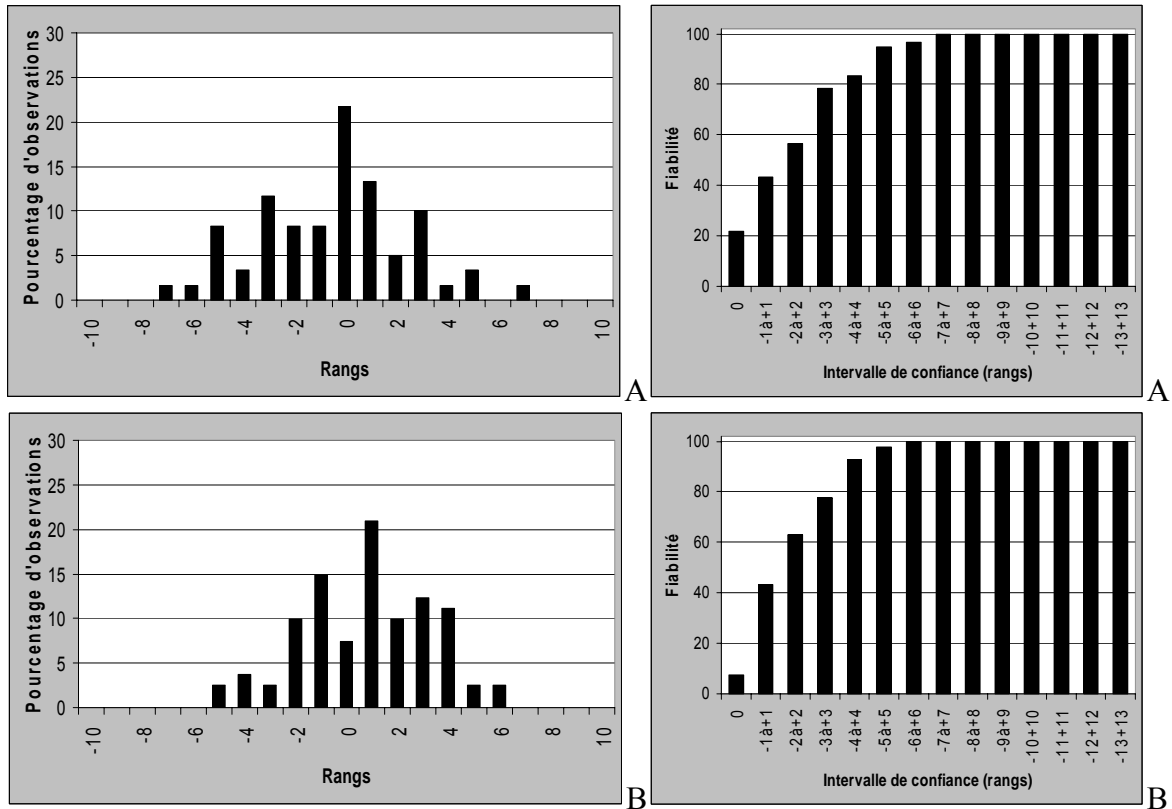 Pourcentage d'observations
30
25
20
15
10
5
0
-10
-8
-6
-4
-2
0
2
4
6
8
10
Rangs
A
Fiabilité
100
80
60
40
20
0
0
-1à+1
-2à+2
-3à+3
-4à+4
-5à+5
-6à+6
-7à+7
-8à+8
-9à+9
-10+10
-11+11
-12+12
-13+13
Intervalle de confiance (rangs)
A
Pourcentage d'observations
30
25
20
15
10
5
0
-10
-8
-6
-4
-2
0
2
4
6
8
10
Rangs
B
Fiabilité
100
80
60
40
20
0
0
-1à+1
-2à+2
-3à+3
-4à+4
-5à+5
-6à+6
-7à+7
-8à+8
-9à+9
-10+10
-11+11
-12+12
-13+13
Intervalle de confiance (rangs)
B